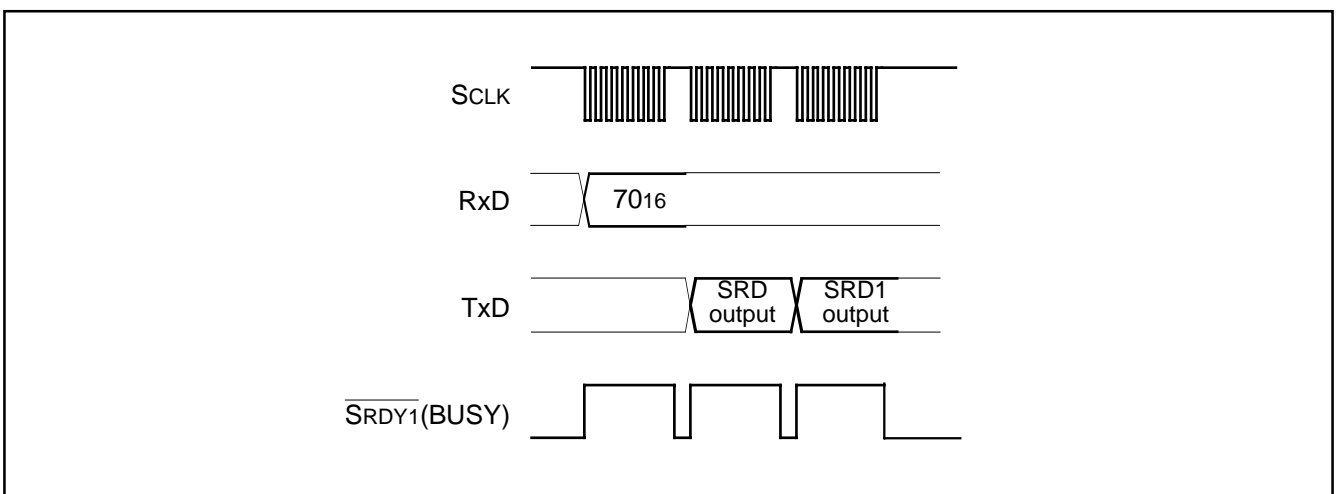 SCLK
RxD
7016
TxD
SRD
output
SRD1
output
SRDY1(BUSY)